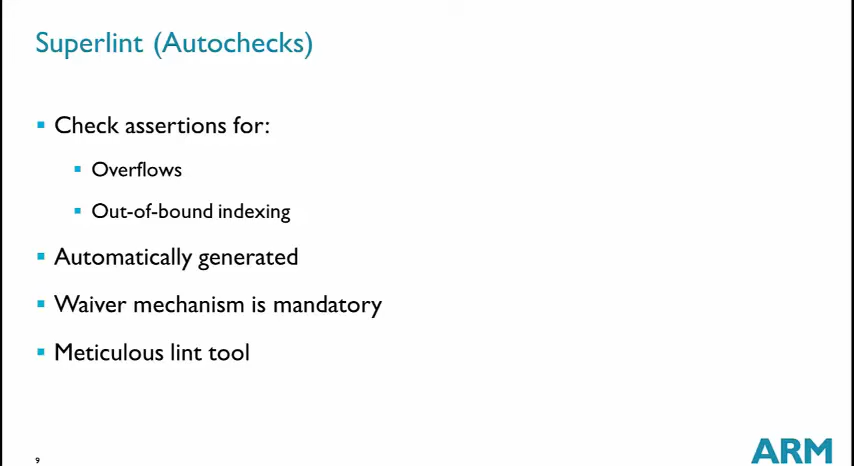 Superlint (Autochecks)
Check assertions for:
Overflows
Out-of-bound indexing
Automatically generated
Waiver mechanism is mandatory
Meticulous lint tool
9
ARM